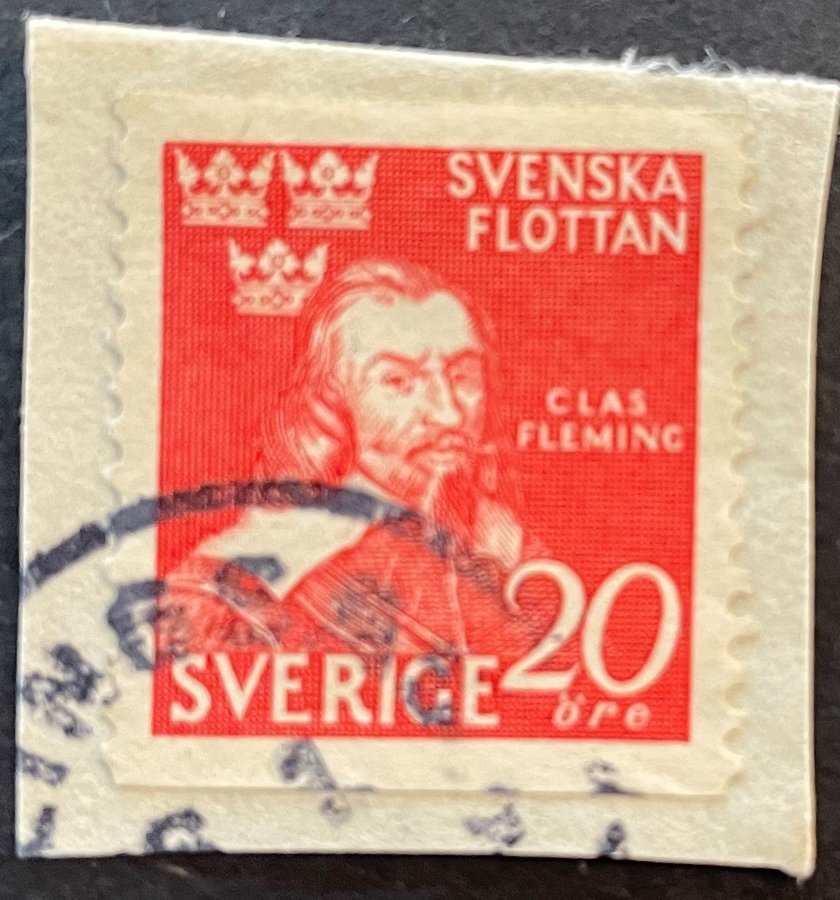 SVENSKA
FLOTTAN
CLAS
FLEMING
SVERIGE
20
öre